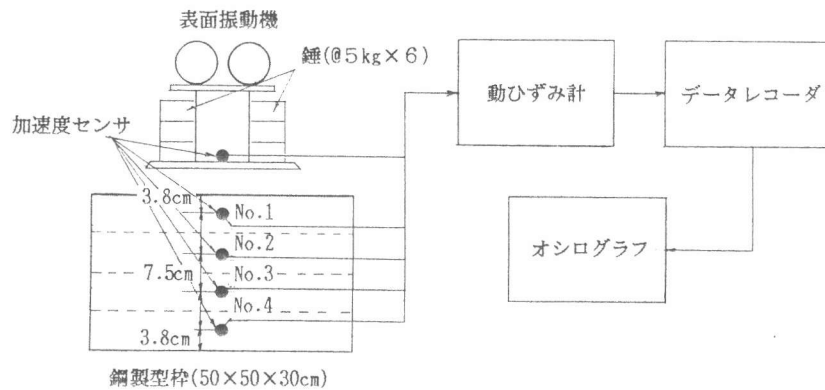 表面振動機
錘(@5kg×6)
加速度センサ
動ひずみ計
データレコーダ
オシログラフ
3.8cm
No.1
No.2
7.5cm
No.3
No.4
3.8cm
鋼製型枠(50×50×30cm)